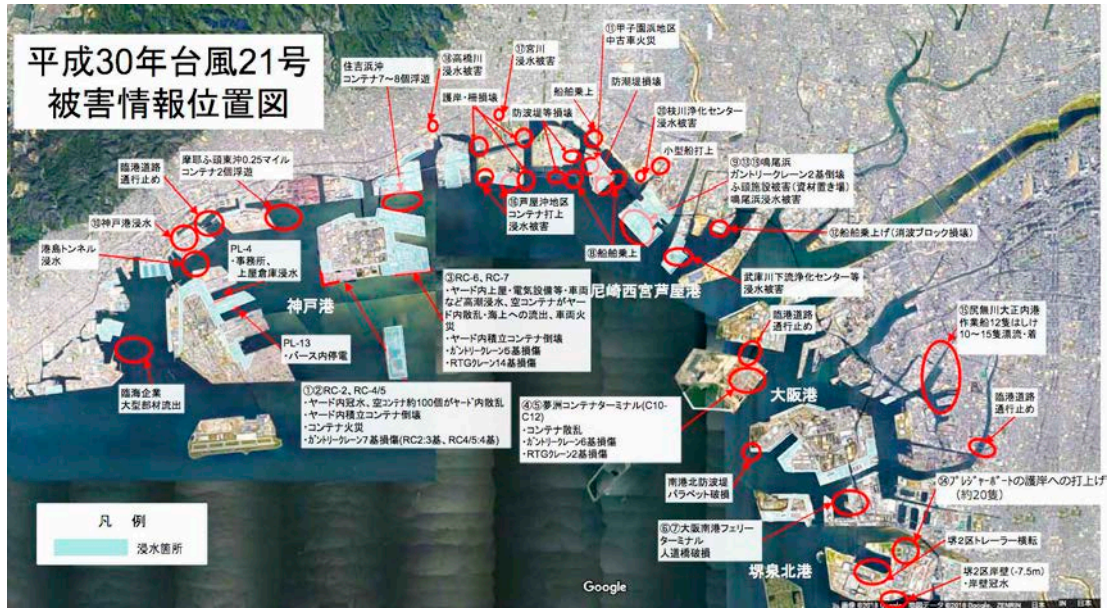 平成30年台風21号
被害情報位置図
住吉浜沖
コンテナ7～8個浮遊
⑱高橋川
浸水被害
⑰宮川
浸水被害
⑪甲子園浜地区
中古車火災
護岸・柵損壊
船舶乗上
防潮堤損壊
防波堤等損壊
⑳枝川浄化センター
浸水被害
小型船打上
臨港道路
通行止め
摩耶ふ頭東沖0.25マイル
コンテナ2個浮遊
⑨⑬⑲鳴尾浜
ガントリークレーン2基倒壊
ふ頭施設被害(資材置き場)
鳴尾浜浸水被害
⑩神戸港浸水
港島トンネル
浸水
PL-4
・事務所、
上屋倉庫浸水
⑯芦屋沖地区
コンテナ打上
浸水被害
⑧船舶乗上
⑫船舶乗上げ(消波ブロック損壊)
武庫川下流浄化センター等
浸水被害
神戸港
③RC-6、RC-7
・ヤード内上屋・電気設備等・車両
など高潮浸水、空コンテナがヤー
ド内散乱・海上への流出、車両火
災
・ヤード内積立コンテナ倒壊
・ガントリークレーン5基損傷
・RTGクレーン14基損傷
尼崎西宮芦屋港
臨港道路
通行止め
⑮尻無川大正内港
作業船12隻はしけ
10～15隻漂流・着
PL-13
・バース内停電
臨海企業
大型部材流出
①②RC-2、RC-4/5
・ヤード内冠水、空コンテナ約100個がヤード内散乱
・ヤード内積立コンテナ倒壊
・コンテナ火災
・ガントリークレーン7基損傷(RC2:3基、RC4/5:4基)
④⑤夢洲コンテナターミナル(C10-
C12)
・コンテナ散乱
・ガントリークレーン6基損傷
・RTGクレーン2基損傷
大阪港
臨港道路
通行止め
南港北防波堤
パラペット破損
⑭プレジャーボートの護岸への打上げ
(約20隻)
凡 例
浸水箇所
⑥⑦大阪南港フェリー
ターミナル
人道橋破損
堺2区トレーラー横転
堺泉北港
堺2区岸壁(-7.5m)
・岸壁冠水
Google